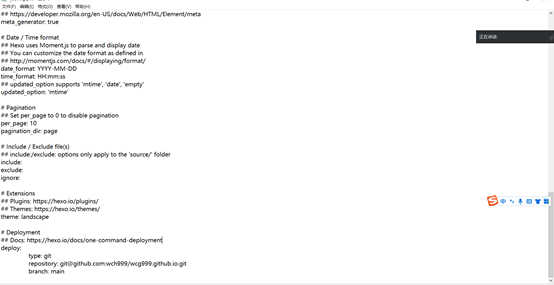 文件(F) 编辑(E) 格式(O) 查看(V) 帮助(H)
## https://developer.mozilla.org/en-US/docs/Web/HTML/Element/meta
meta_generator: true
# Date / Time format
## Hexo uses Moment.js to parse and display date
## You can customize the date format as defined in
## http://momentjs.com/docs/#/displaying/format/
date_format: YYYY-MM-DD
time_format: HH:mm:ss
## updated_option supports 'mtime', 'date', 'empty'
updated_option: 'mtime'
# Pagination
## Set per_page to 0 to disable pagination
per_page: 10
pagination_dir: page
# Include / Exclude file(s)
## include:/exclude: options only apply to the 'source/' folder
include:
exclude:
ignore:
# Extensions
## Plugins: https://hexo.io/plugins/
## Themes: https://hexo.io/themes/
theme: landscape
# Deployment
## Docs: https://hexo.io/docs/one-command-deployment
deploy:
type: git
repository: git@github.com:wch999/wcg999.github.io.git
branch: main
正在讲话:
S 中